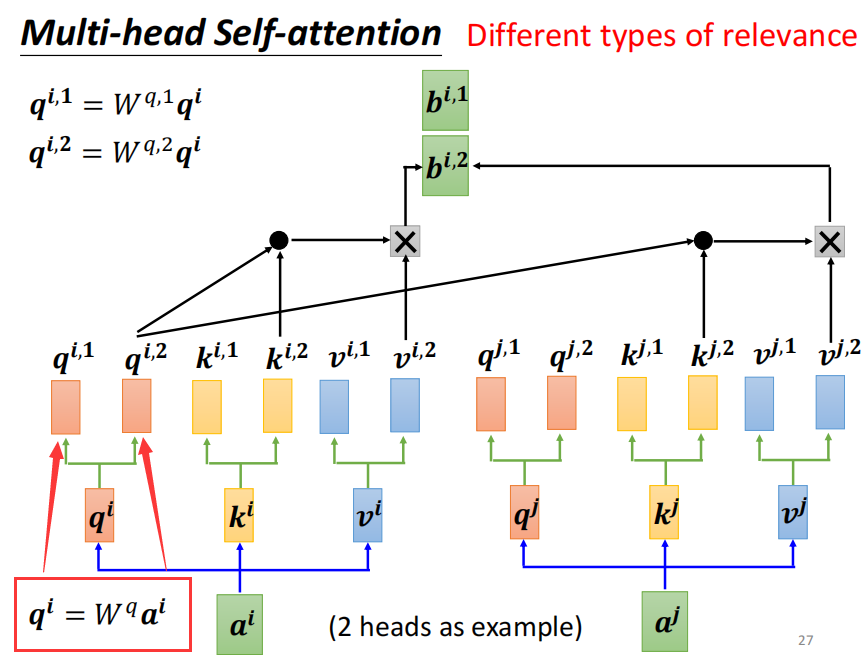 Multi-head Self-attention Different types of relevance
q^{i,1} = W^{q,1}q^i
q^{i,2} = W^{q,2}q^i
b^{i,1}
b^{i,2}
q^{i,1} q^{i,2} k^{i,1} k^{i,2} v^{i,1} v^{i,2} q^{j,1} q^{j,2} k^{j,1} k^{j,2} v^{j,1} v^{j,2}
q^i k^i v^i q^j k^j v^j
q^i = W^q a^i
a^i (2 heads as example) a^j
27